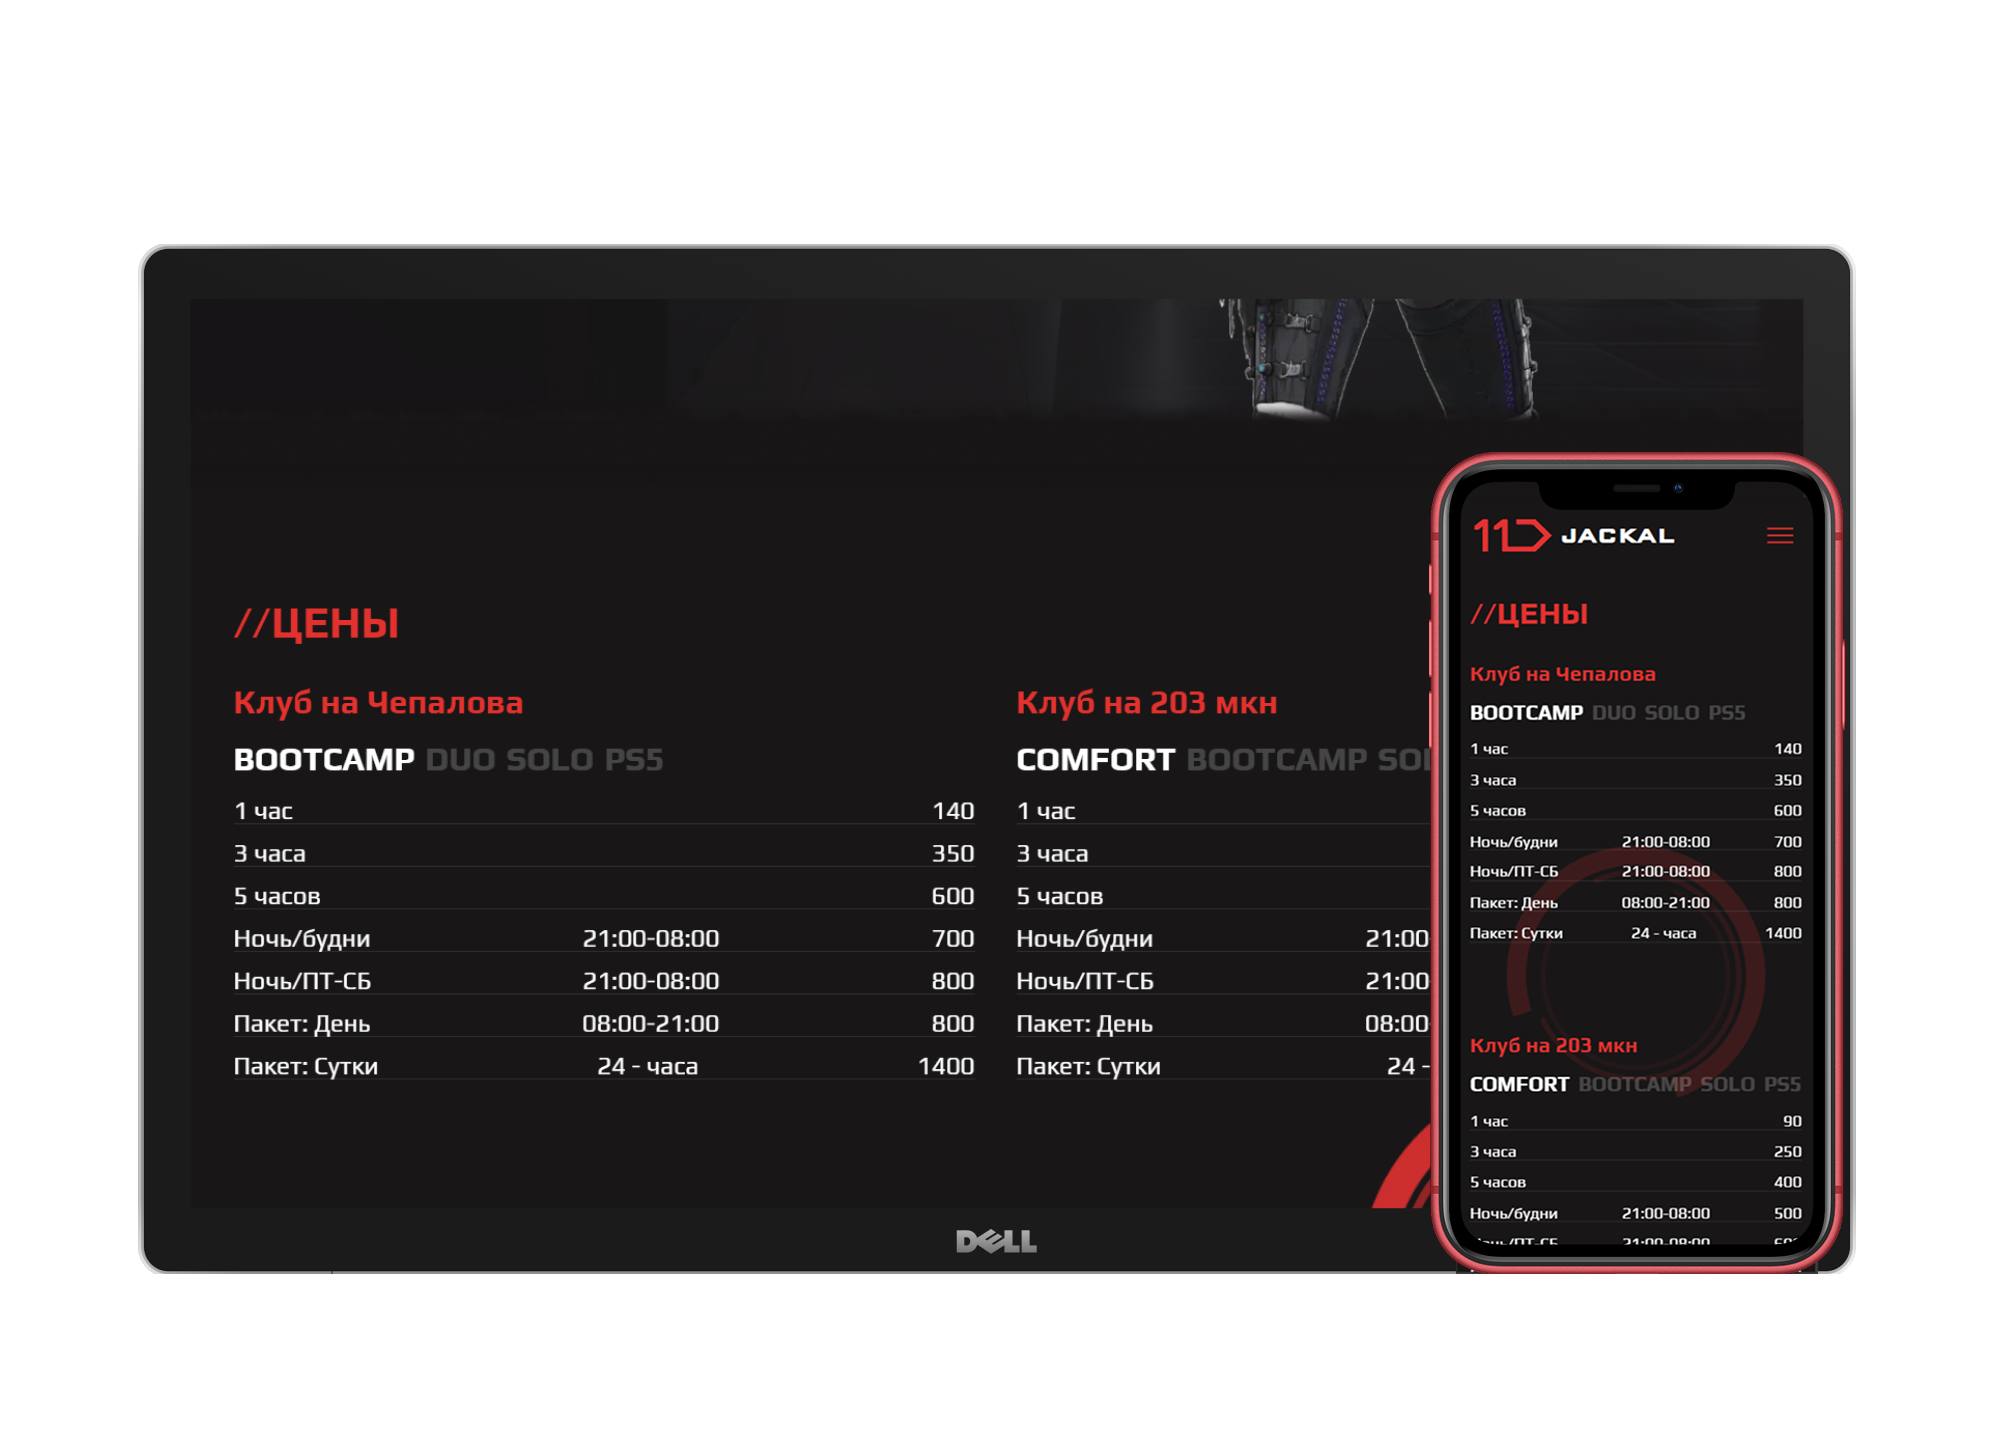 //ЦЕНЫ
Клуб на Чепалова
BOOTCAMP DUO SOLO PS5
1 час 140
3 часа 350
5 часов 600
Ночь/будни 21:00-08:00 700
Ночь/ПТ-СБ 21:00-08:00 800
Пакет: День 08:00-21:00 800
Пакет: Сутки 24 - часа 1400
Клуб на 203 мкн
COMFORT BOOTCAMP
1 час
3 часа
5 часов
Ночь/будни 21:00
Ночь/ПТ-СБ 21:00
Пакет: День 08:00
Пакет: Сутки 24 -
DELL
JACKAL
//ЦЕНЫ
Клуб на Чепалова
BOOTCAMP DUO SOLO PS5
1 час 140
3 часа 350
5 часов 600
Ночь/будни 21:00-08:00 700
Ночь/ПТ-СБ 21:00-08:00 800
Пакет: День 08:00-21:00 800
Пакет: Сутки 24 - часа 1400
Клуб на 203 мкн
COMFORT BOOTCAMP SOLO PS5
1 час 90
3 часа 250
5 часов 400
Ночь/будни 21:00-08:00 500
Ночь/ПТ-СБ 21:00-08:00